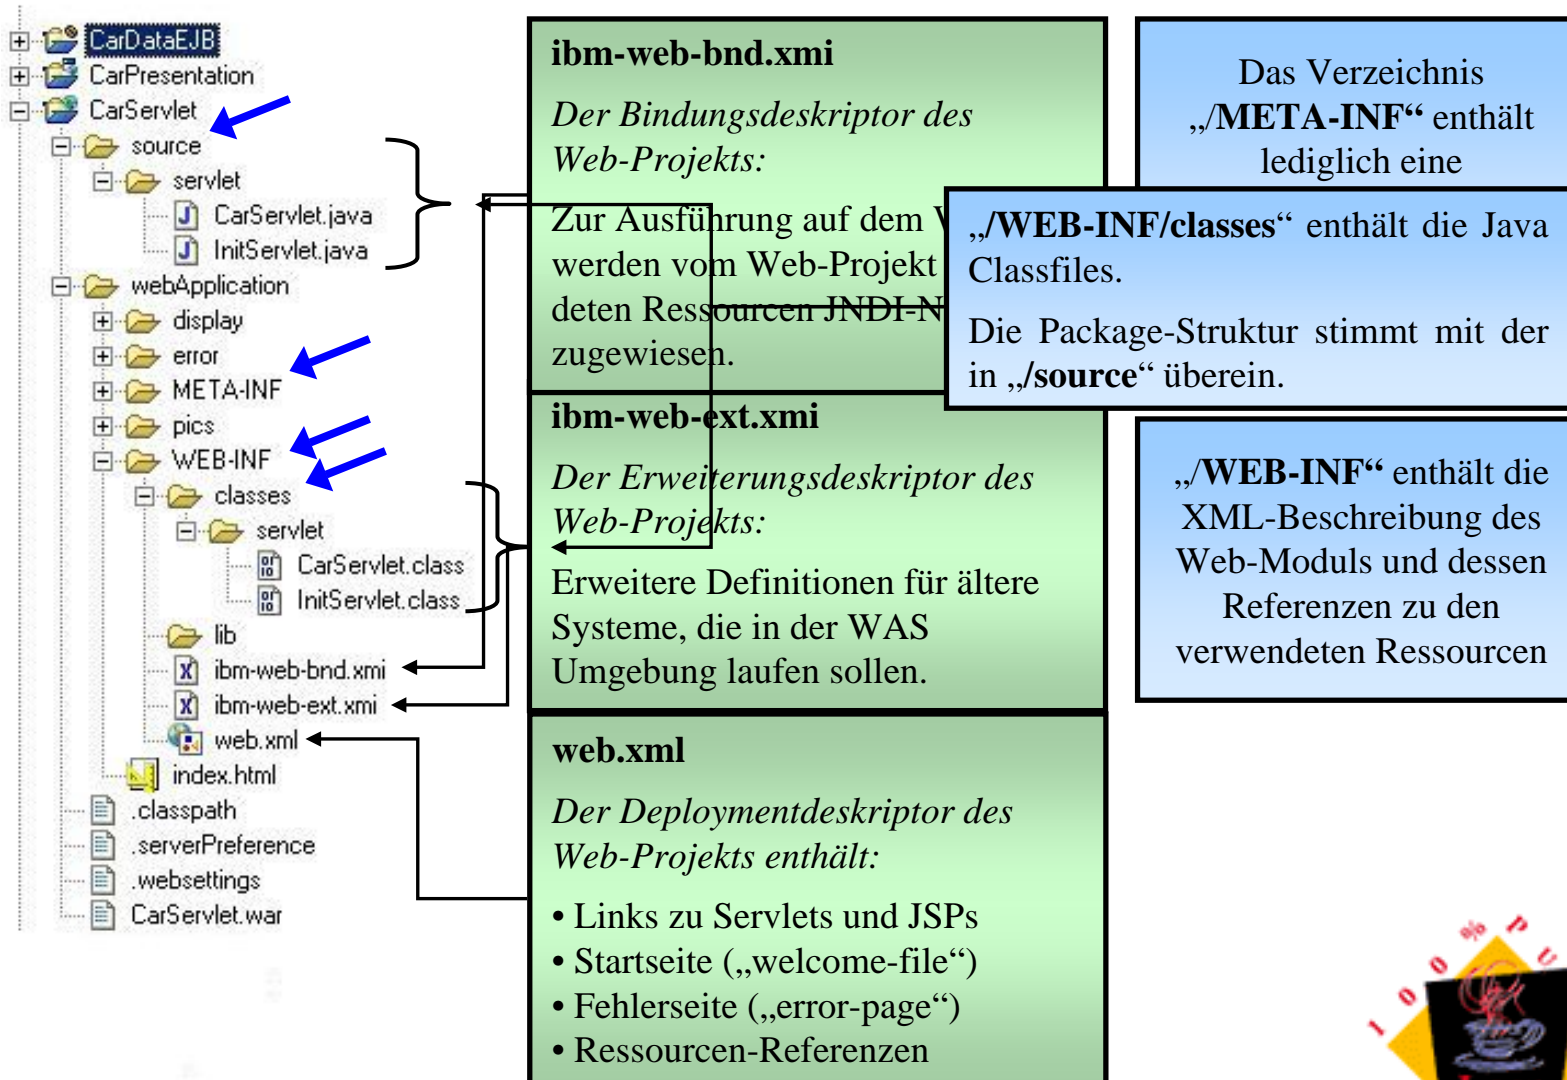 CarDataEJB
CarPresentation
CarServlet
source
servlet
CarServlet.java
InitServlet.java
webApplication
display
error
META-INF
pics
WEB-INF
classes
servlet
CarServlet.class
InitServlet.class
lib
ibm-web-bnd.xmi
ibm-web-ext.xmi
web.xml
index.html
.classpath
.serverPreference
.websettings
CarServlet.war
ibm-web-bnd.xmi
Der Bindungsdeskriptor des
Web-Projekts:
Zur Ausführung auf dem
werden vom Web-Projekt
deten Ressourcen JNDI-N
zugewiesen.
ibm-web-ext.xmi
Der Erweiterungsdeskriptor des
Web-Projekts:
Erweitere Definitionen für ältere
Systeme, die in der WAS
Umgebung laufen sollen.
web.xml
Der Deploymentdeskriptor des
Web-Projekts enthält:
• Links zu Servlets und JSPs
• Startseite („welcome-file“)
• Fehlerseite („error-page“)
• Ressourcen-Referenzen
Das Verzeichnis
„/META-INF“ enthält
lediglich eine
„/WEB-INF/classes“ enthält die Java
Classfiles.
Die Package-Struktur stimmt mit der
in „/source“ überein.
„/WEB-INF“ enthält die
XML-Beschreibung des
Web-Moduls und dessen
Referenzen zu den
verwendeten Ressourcen
100% PU